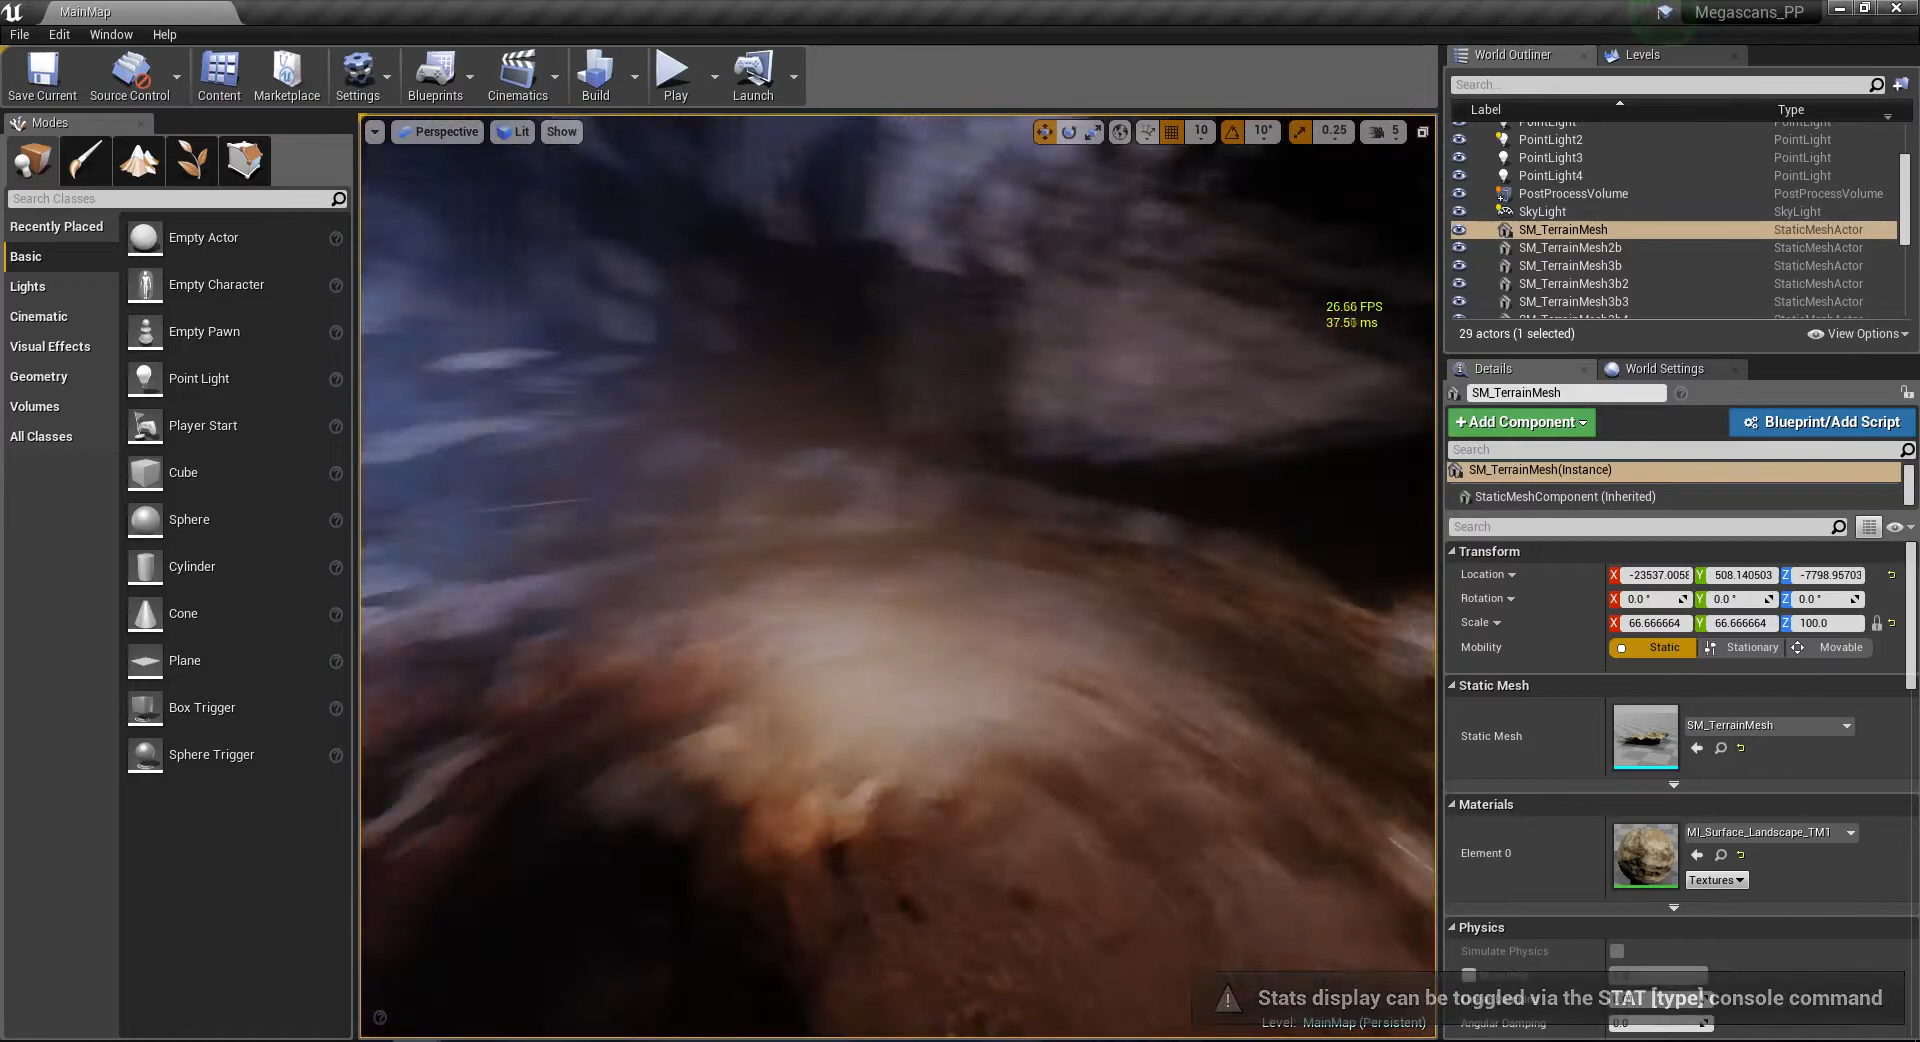 MainMap
Megascans_PP
File Edit Window Help
Save Current
Source Control
Content
Marketplace
Settings
Blueprints
Cinematics
Build
Play
Launch
Modes
Search Classes
Recently Placed
Basic
Lights
Cinematic
Visual Effects
Geometry
Volumes
All Classes
Empty Actor
Empty Character
Empty Pawn
Point Light
Player Start
Cube
Sphere
Cylinder
Cone
Plane
Box Trigger
Sphere Trigger
Perspective Lit Show
10 10° 0.25 5
26.66 FPS
World Outliner Levels
Search...
Label Type
PointLight PointLight
PointLight2 PointLight
PointLight3 PointLight
PointLight4 PointLight
PostProcessVolume PostProcessVolume
SkyLight SkyLight
SM_TerrainMesh StaticMeshActor
SM_TerrainMesh2b StaticMeshActor
SM_TerrainMesh3b StaticMeshActor
SM_TerrainMesh3b2 StaticMeshActor
SM_TerrainMesh3b3 StaticMeshActor
29 actors (1 selected) View Options
Details World Settings
SM_TerrainMesh
+Add Component Blueprint/Add Script
Search
SM_TerrainMesh(Instance)
StaticMeshComponent (Inherited)
Search
Transform
Location X -23537.0058 Y 508.140503 Z -7798.95703
Rotation X 0.0 ° Y 0.0 ° Z 0.0 °
Scale X 66.666664 Y 66.666664 Z 100.0
Mobility Static Stationary Movable
Static Mesh
Static Mesh SM_TerrainMesh
Materials
Element 0 MI_Surface_Landscape_TM1
Textures
Physics
Simulate Physics
Stats display can be toggled via the STAT [type] console command
Level: MainMap (Persistent)
Angular Damping 0.0